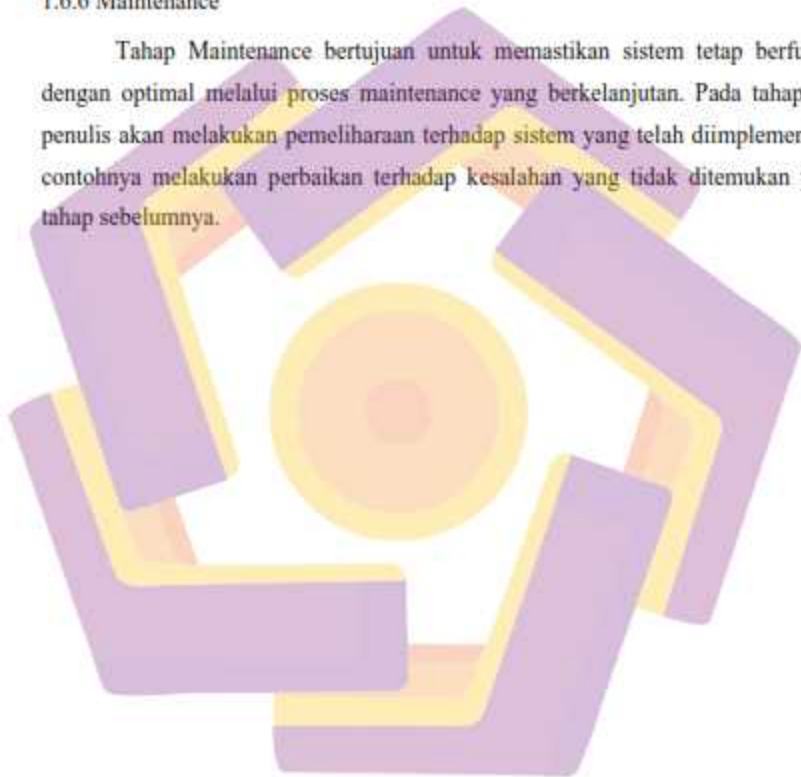 1.6.6 Maintenance
Tahap Maintenance bertujuan untuk memastikan sistem tetap berfu
dengan optimal melalui proses maintenance yang berkelanjutan. Pada tahap
penulis akan melakukan pemeliharaan terhadap sistem yang telah diimplemen
contohnya melakukan perbaikan terhadap kesalahan yang tidak ditemukan
tahap sebelumnya.